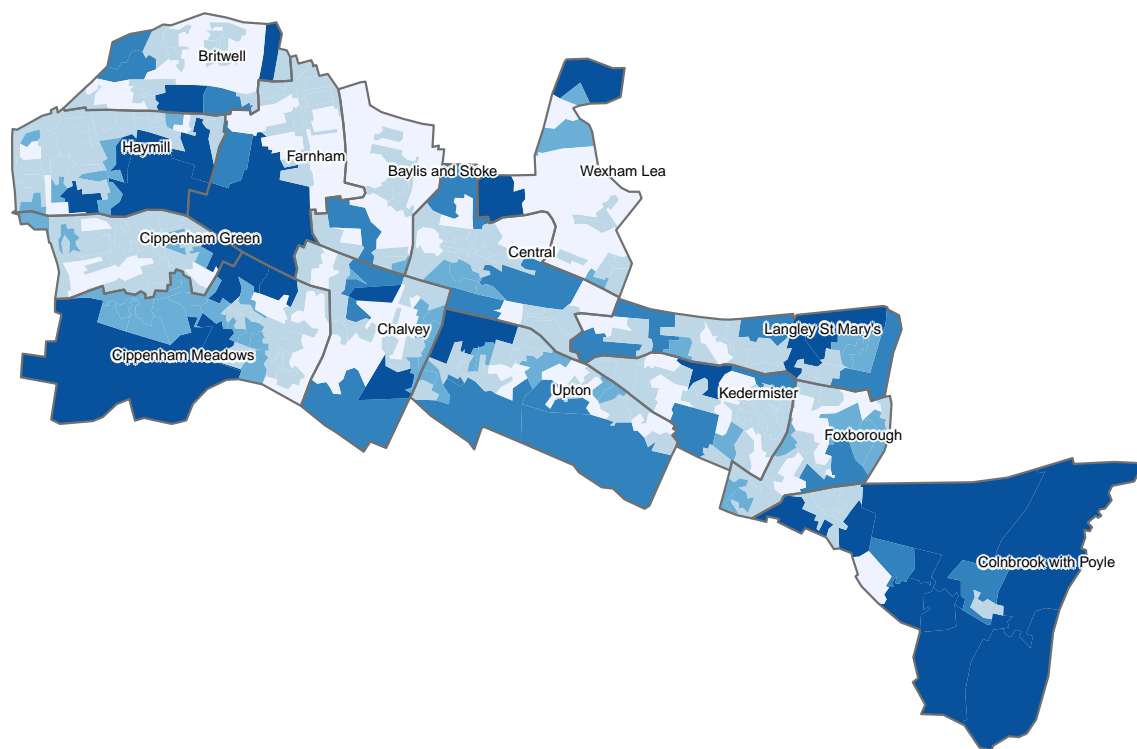 Britwell
Haymill
Farnham
Baylis and Stoke
Wexham Lea
Cippenham Green
Central
Chalvey
Langley St Mary's
Cippenham Meadows
Upton
Kedermister
Foxborough
Colnbrook with Poyle